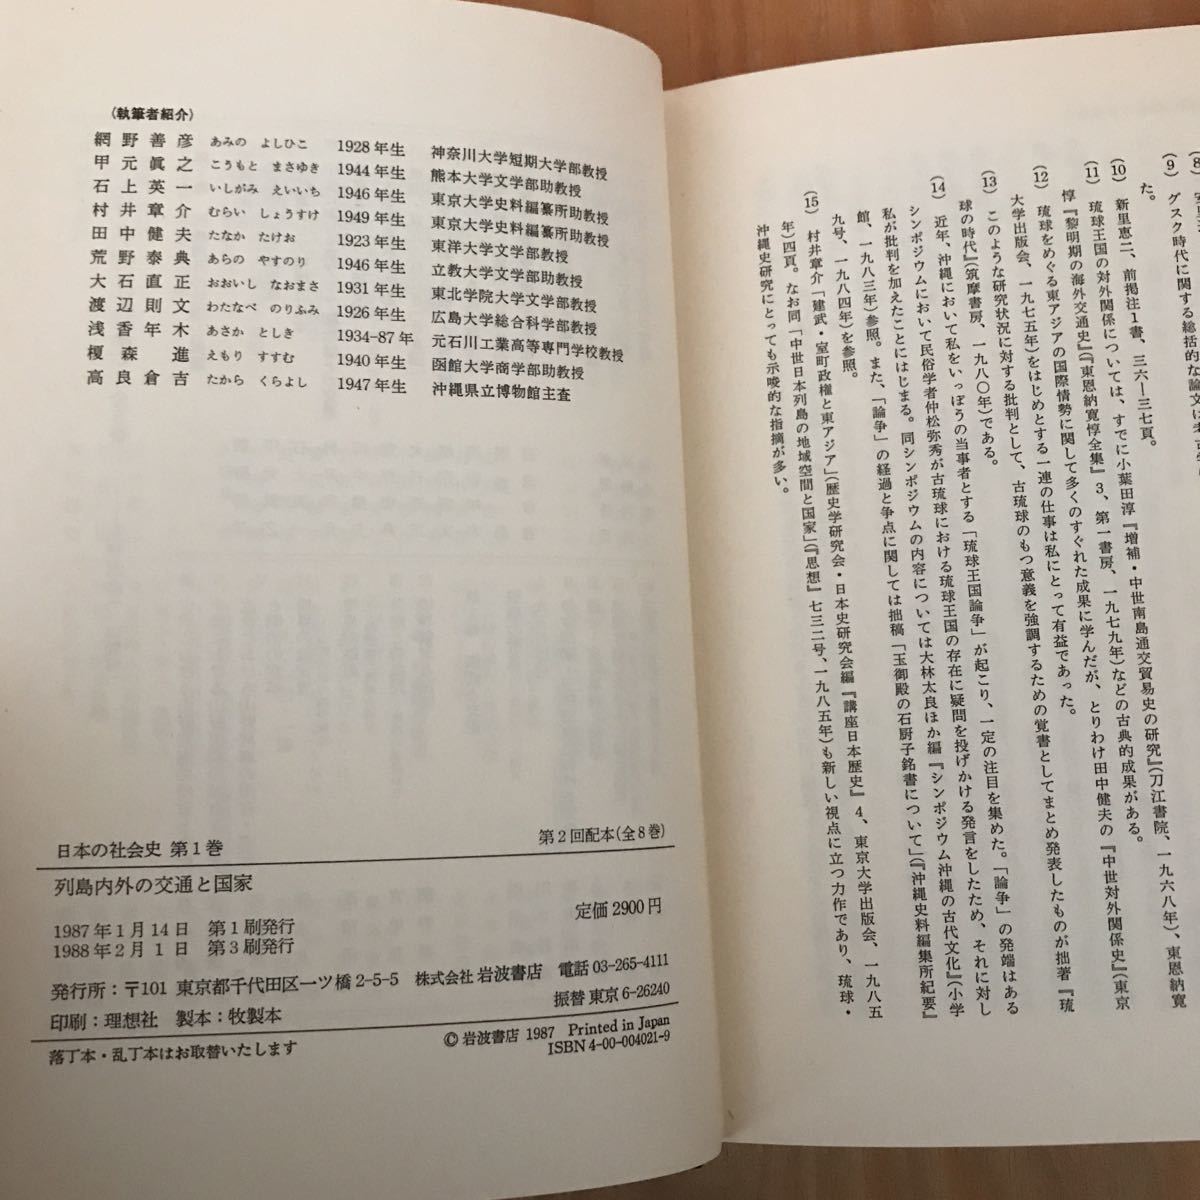 (8)
(9) グスク時代に関する総括的な論文は
た。
(10) 新里恵二、前掲注1書、三六―三七頁。
(11) 琉球王国の対外関係については、すでに小葉田淳『増補・中世南島通交貿易史の研究』(刀江書院、一九六八年)、東恩納寛
惇『黎明期の海外交通史』(『東恩納寛惇全集』3、第一書房、一九七九年)などの古典的成果がある。
(12) 琉球をめぐる東アジアの国際情勢に関して多くのすぐれた成果に学んだが、とりわけ田中健夫の『中世対外関係史』(東京
大学出版会、一九七五年)をはじめとする一連の仕事は私にとって有益であった。
(13) このような研究状況に対する批判として、古琉球のもつ意義を強調するための覚書としてまとめ発表したものが拙著『琉
球の時代』(筑摩書房、一九八〇年)である。
(14) 近年、沖縄において私をいっぽうの当事者とする「琉球王国論争」が起こり、一定の注目を集めた。「論争」の発端はある
シンポジウムにおいて民俗学者仲松弥秀が古琉球における琉球王国の存在に疑問を投げかける発言をしたため、それに対し
私が批判を加えたことにはじまる。同シンポジウムの内容については大林太良ほか編『シンポジウム沖縄の古代文化』(小学
館、一九八三年)参照。また、「論争」の経過と争点に関しては拙稿「玉御殿の石厨子銘書について」(『沖縄史料編集所紀要』
九号、一九八四年)を参照。
(15) 村井章介「建武・室町政権と東アジア」(歴史学研究会・日本史研究会編『講座日本歴史』4、東京大学出版会、一九八五
年)四頁。なお同「中世日本列島の地域空間と国家」(『思想』七三二号、一九八五年)も新しい視点に立つ力作であり、琉球・
沖縄史研究にとっても示唆的な指摘が多い。
〈執筆者紹介〉
網野善彦 あみの よしひこ 1928年生 神奈川大学短期大学部教授
甲元眞之 こうもと まさゆき 1944年生 熊本大学文学部助教授
石上英一 いしがみ えいいち 1946年生 東京大学史料編纂所助教授
村井章介 むらい しょうすけ 1949年生 東京大学史料編纂所助教授
田中健夫 たなか たけお 1923年生 東洋大学文学部教授
荒野泰典 あらの やすのり 1946年生 立教大学文学部助教授
大石直正 おおいし なおまさ 1931年生 東北学院大学文学部教授
渡辺則文 わたなべ のりふみ 1926年生 広島大学総合科学部教授
浅香年木 あさか としき 1934-87年 元石川工業高等専門学校教授
榎森 進 えもり すすむ 1940年生 函館大学商学部助教授
高良倉吉 たから くらよし 1947年生 沖縄県立博物館主査
日本の社会史 第1巻 第2回配本(全8巻)
列島内外の交通と国家
定価 2900円
1987年1月14日 第1刷発行
1988年2月1日 第3刷発行
発行所:〒101 東京都千代田区一ツ橋2-5-5 株式会社 岩波書店 電話 03-265-4111
振替 東京 6-26240
印刷:理想社 製本:牧製本
落丁本・乱丁本はお取替いたします
© 岩波書店 1987 Printed in Japan
ISBN 4-00-004021-9